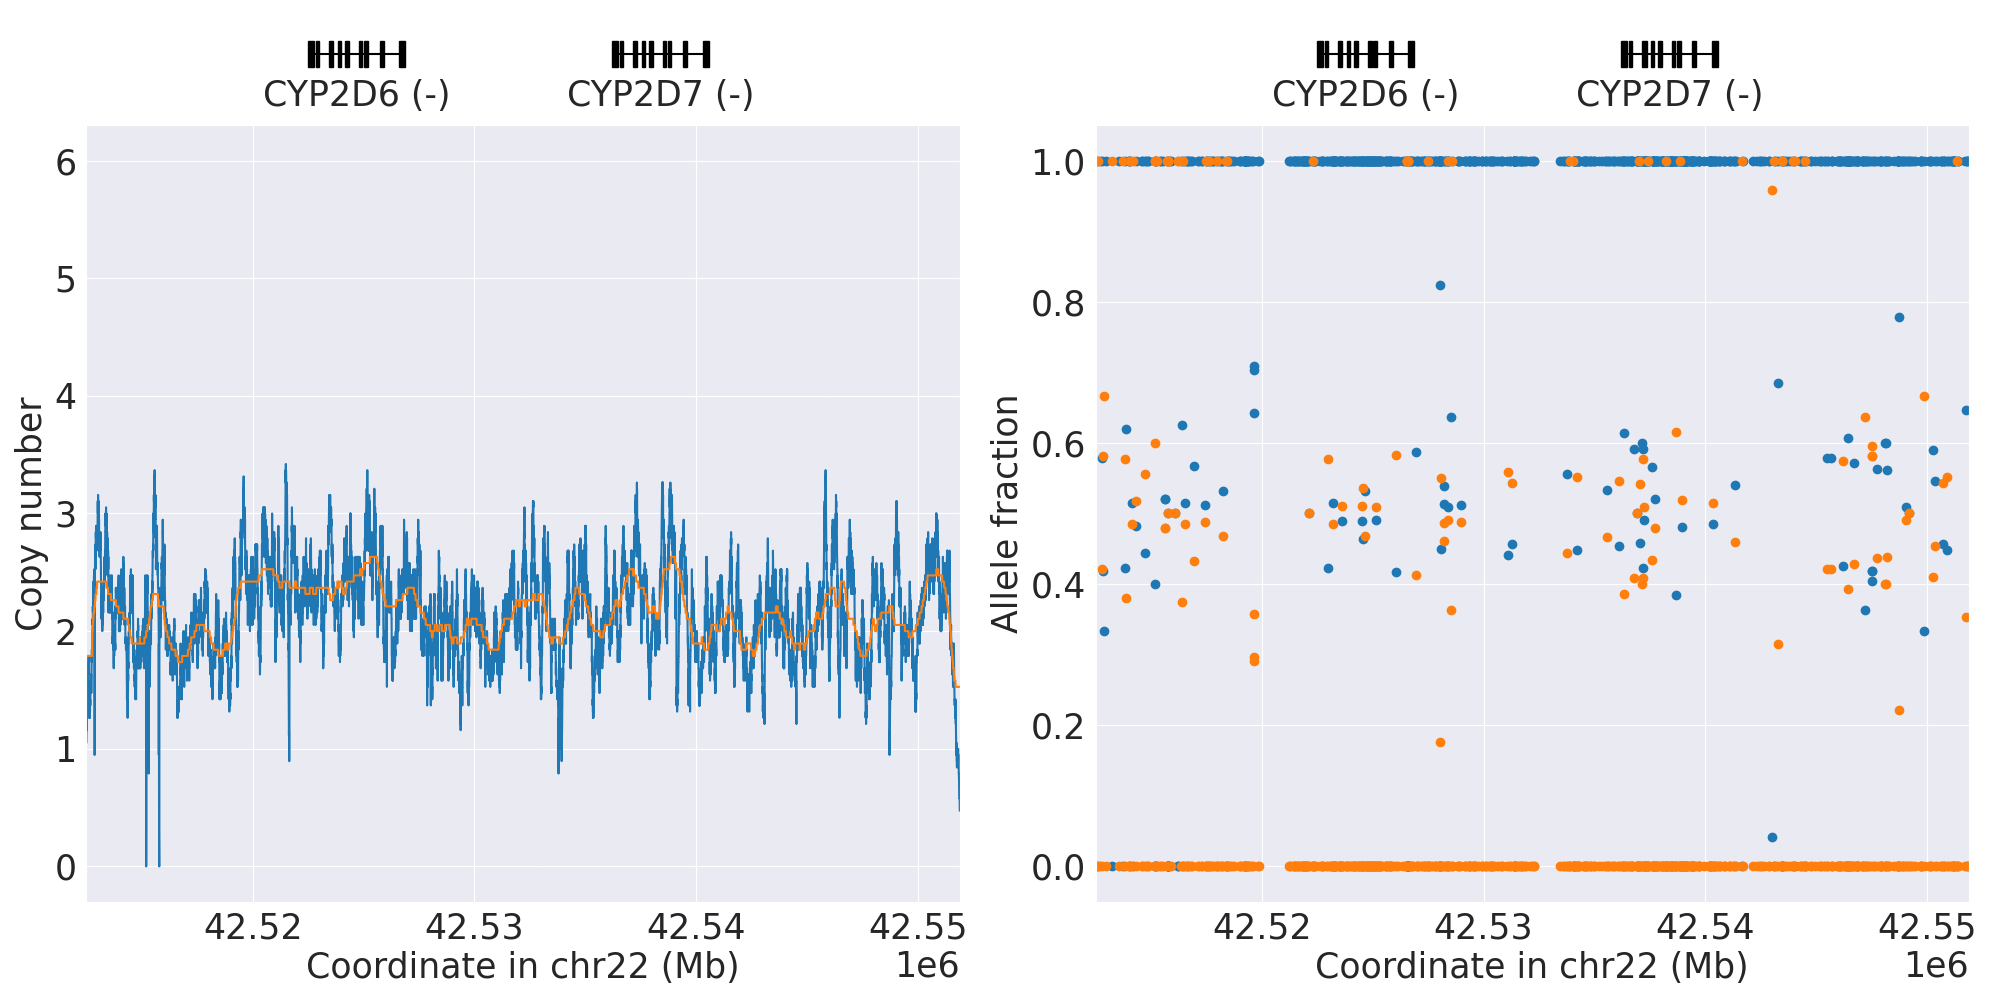 CYP2D6 (-) CYP2D7 (-)
6
5
4
3
2
1
0
Copy number
42.52 42.53 42.54 42.55
Coordinate in chr22 (Mb) 1e6
CYP2D6 (-) CYP2D7 (-)
1.0
0.8
0.6
0.4
0.2
0.0
Allele fraction
42.52 42.53 42.54 42.55
Coordinate in chr22 (Mb) 1e6